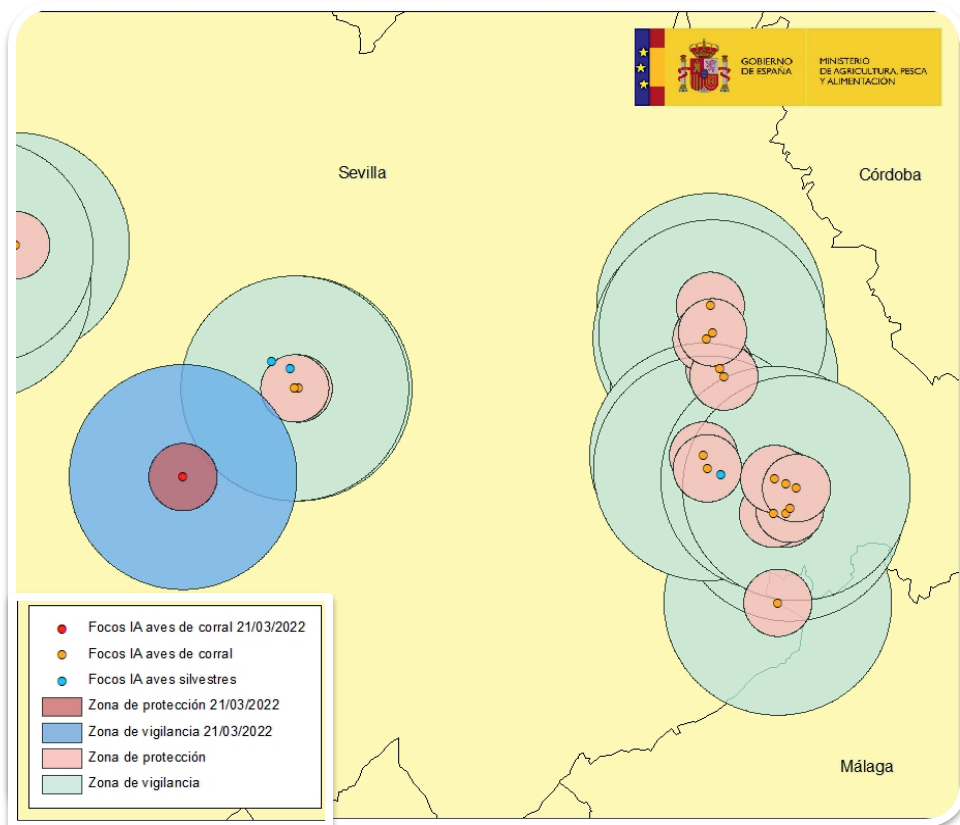 GOBIERNO
DE ESPAÑA
MINISTERIO
DE AGRICULTURA, PESCA
Y ALIMENTACIÓN
Sevilla
Córdoba
Focos IA aves de corral 21/03/2022
Focos IA aves de corral
Focos IA aves silvestres
Zona de protección 21/03/2022
Zona de vigilancia 21/03/2022
Zona de protección
Zona de vigilancia
Málaga